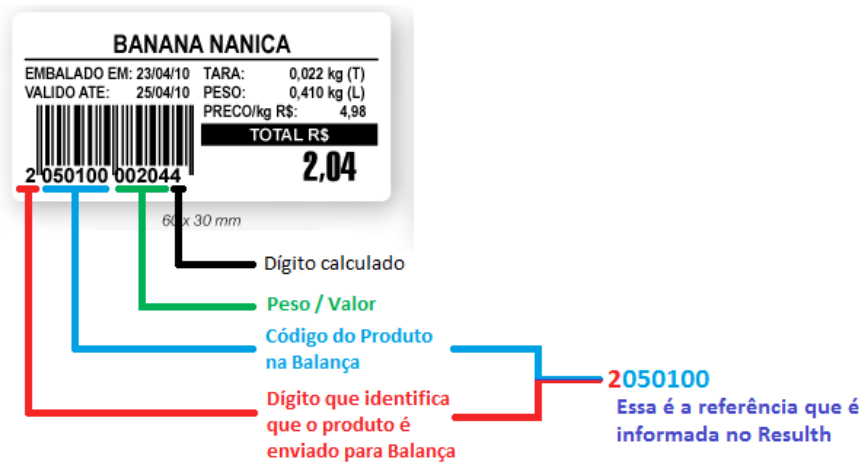 BANANA NANICA
EMBALADO EM: 23/04/10 TARA: 0,022 kg (T)
VALIDO ATE: 25/04/10 PESO: 0,410 kg (L)
PRECO/kg R$: 4,98
TOTAL R$
2,04
2 050100 002044
60 x 30 mm
Dígito calculado
Peso / Valor
Código do Produto
na Balança
Dígito que identifica
que o produto é
enviado para Balança
2050100
Essa é a referência que é
informada no Resulth